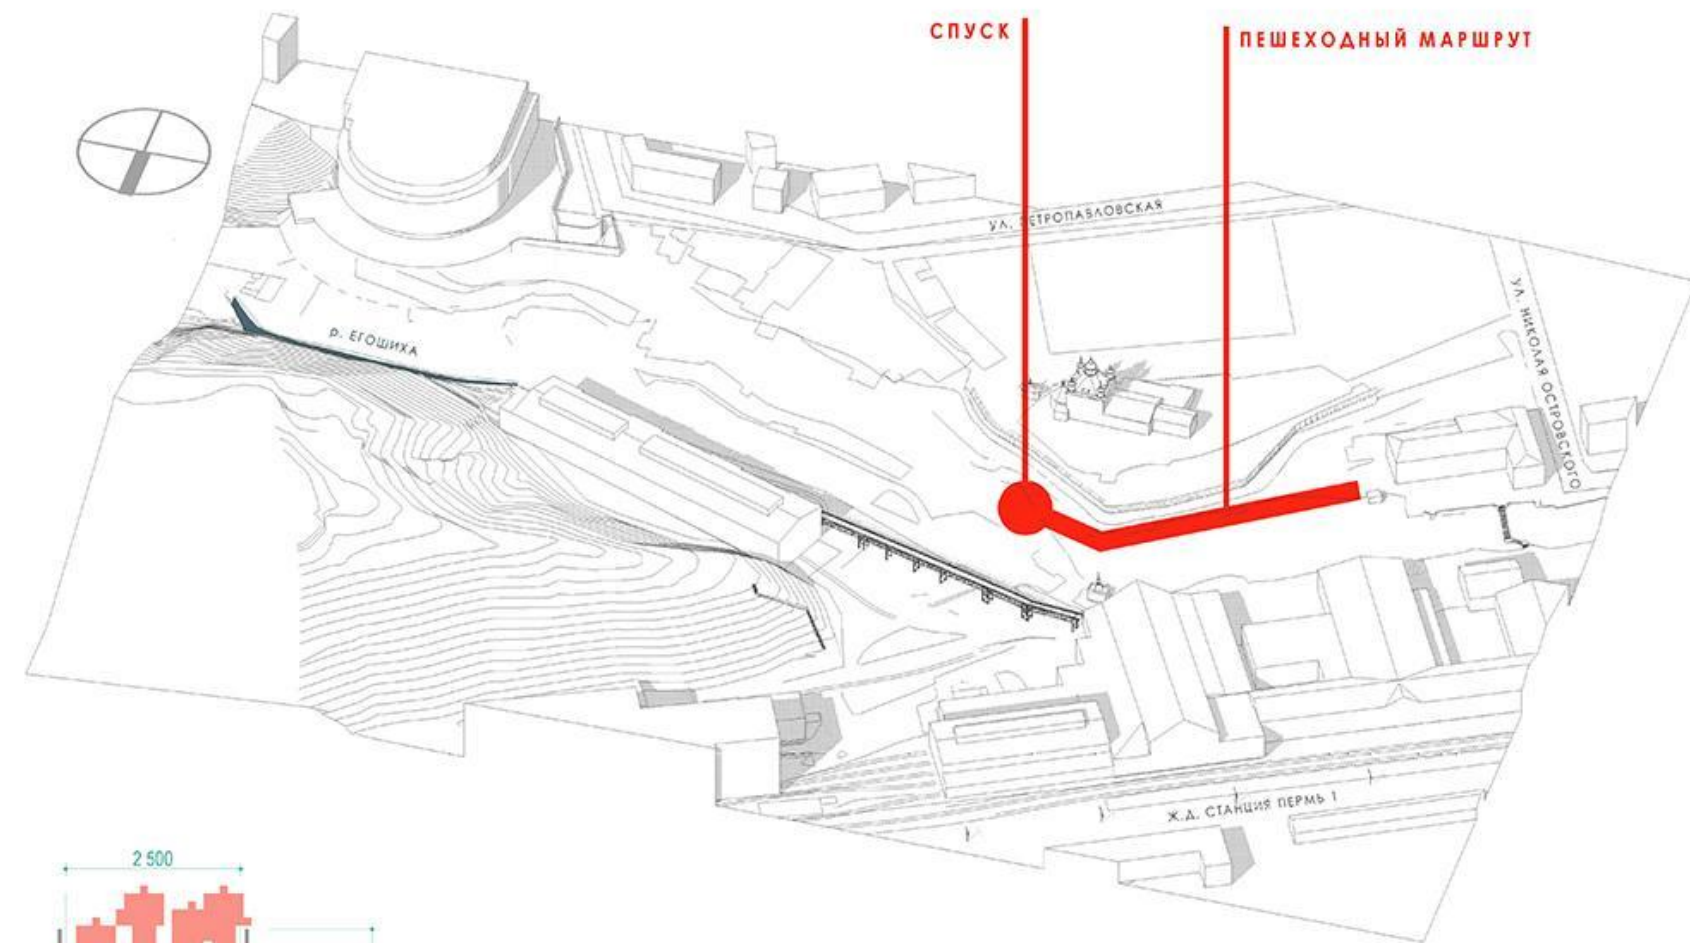 СПУСК
ПЕШЕХОДНЫЙ МАРШРУТ
УЛ. ПЕТРОПАВЛОВСКАЯ
УЛ. НИКОЛАЯ ОСТРОВСКОГО
р. ЕГОШИХА
Ж.Д. СТАНЦИЯ ПЕРМЬ 1
2 500